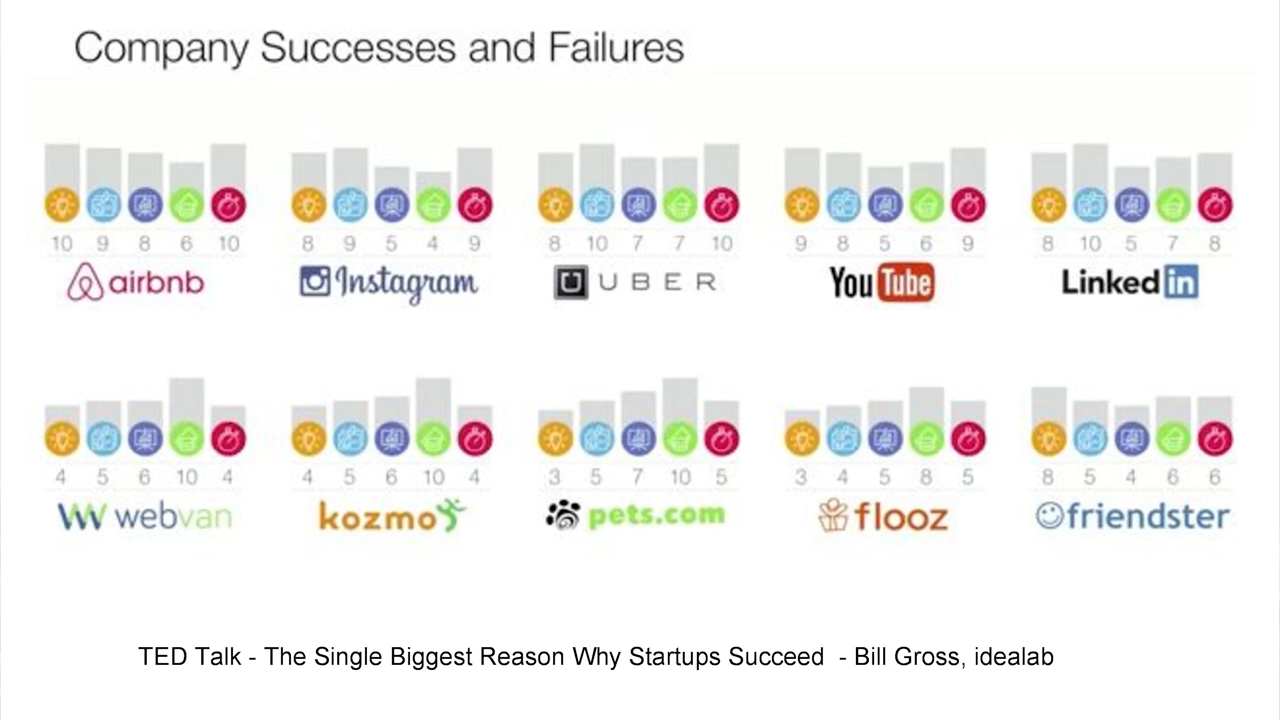 Company Successes and Failures
10 9 8 6 10
8 9 5 4 9
8 10 7 7 10
9 8 5 6 9
8 10 5 7 8
airbnb
Instagram
UBER
YouTube
Linkedin
4 5 6 10 4
4 5 6 10 4
3 5 7 10 5
3 4 5 8 5
8 5 4 6 6
webvan
kozmo
pets.com
flooz
friendster
TED Talk - The Single Biggest Reason Why Startups Succeed - Bill Gross, idealab